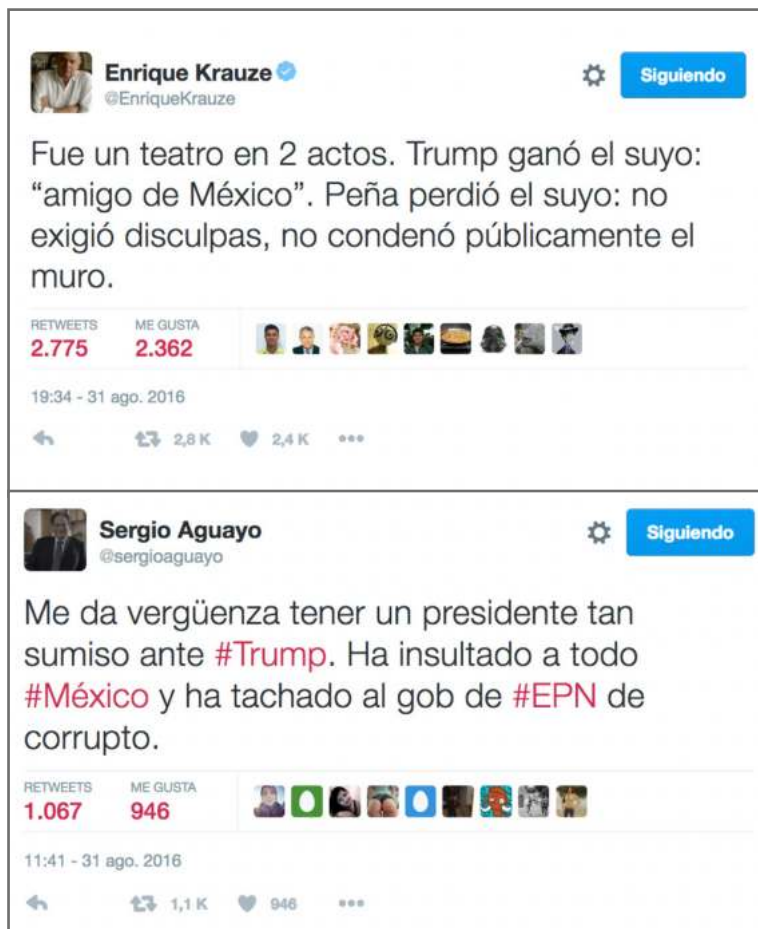 Enrique Krauze
@EnriqueKrauze
Siguiendo
Fue un teatro en 2 actos. Trump ganó el suyo:
“amigo de México”. Peña perdió el suyo: no
exigió disculpas, no condenó públicamente el
muro.
RETWEETS ME GUSTA
2.775 2.362
19:34 - 31 ago. 2016
2,8 K 2,4 K
Sergio Aguayo
@sergioaguayo
Siguiendo
Me da vergüenza tener un presidente tan
sumiso ante #Trump. Ha insultado a todo
#México y ha tachado al gob de #EPN de
corrupto.
RETWEETS ME GUSTA
1.067 946
11:41 - 31 ago. 2016
1,1 K 946